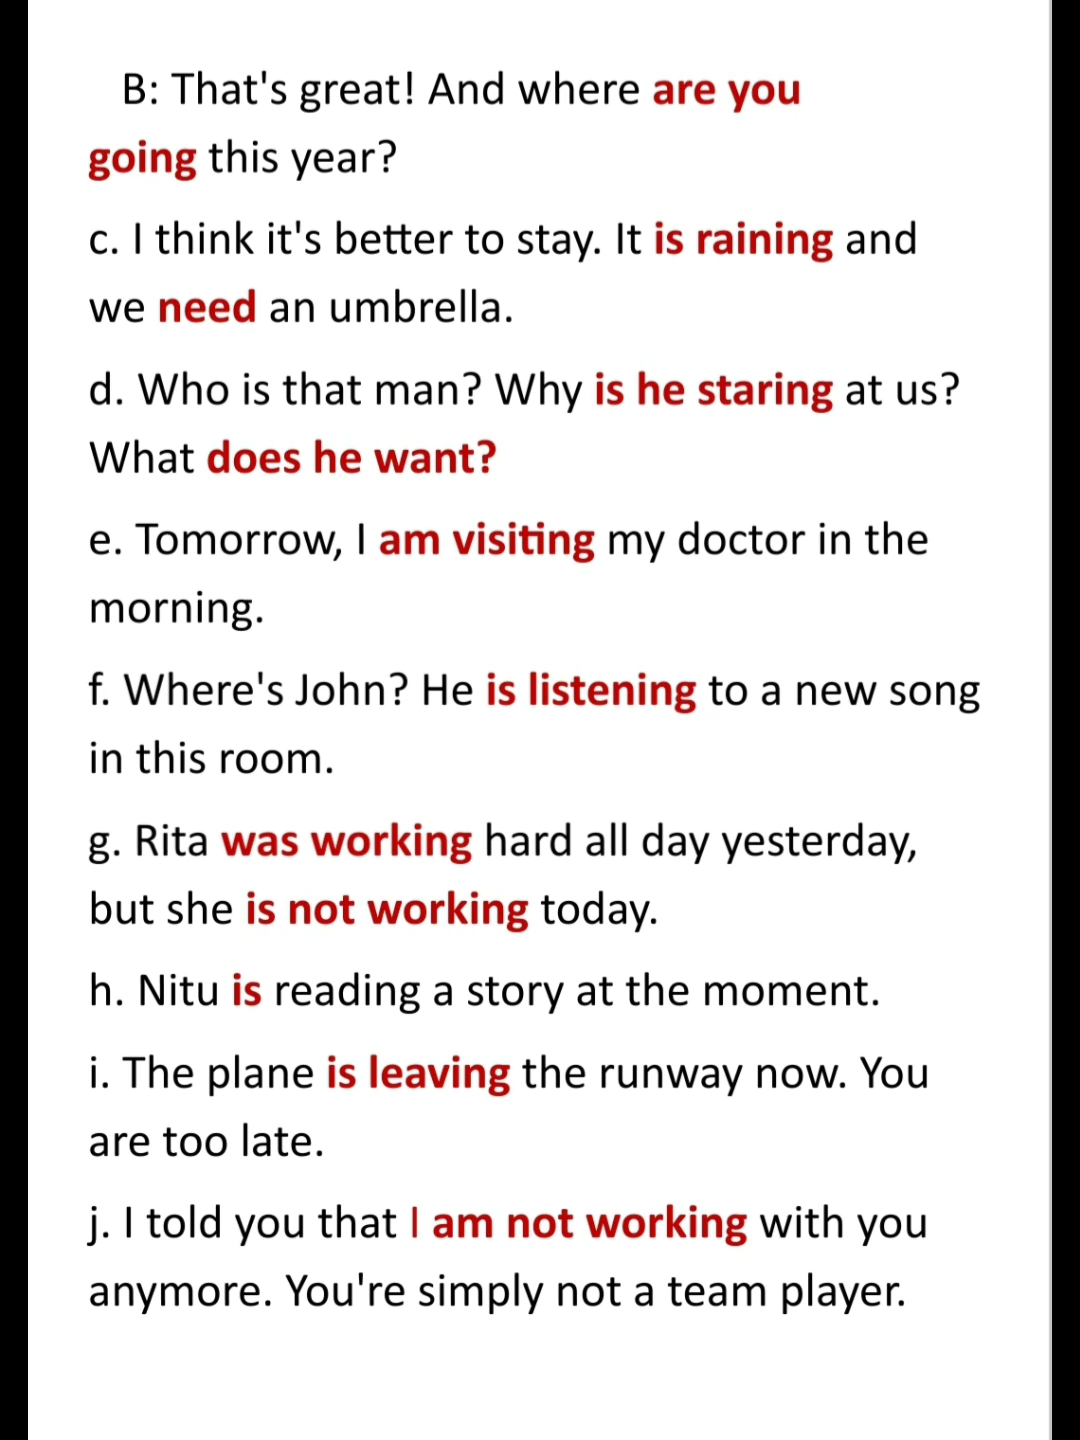 B: That's great! And where are you
going this year?
c. I think it's better to stay. It is raining and
we need an umbrella.
d. Who is that man? Why is he staring at us?
What does he want?
e. Tomorrow, I am visiting my doctor in the
morning.
f. Where's John? He is listening to a new song
in this room.
g. Rita was working hard all day yesterday,
but she is not working today.
h. Nitu is reading a story at the moment.
i. The plane is leaving the runway now. You
are too late.
j. I told you that I am not working with you
anymore. You're simply not a team player.